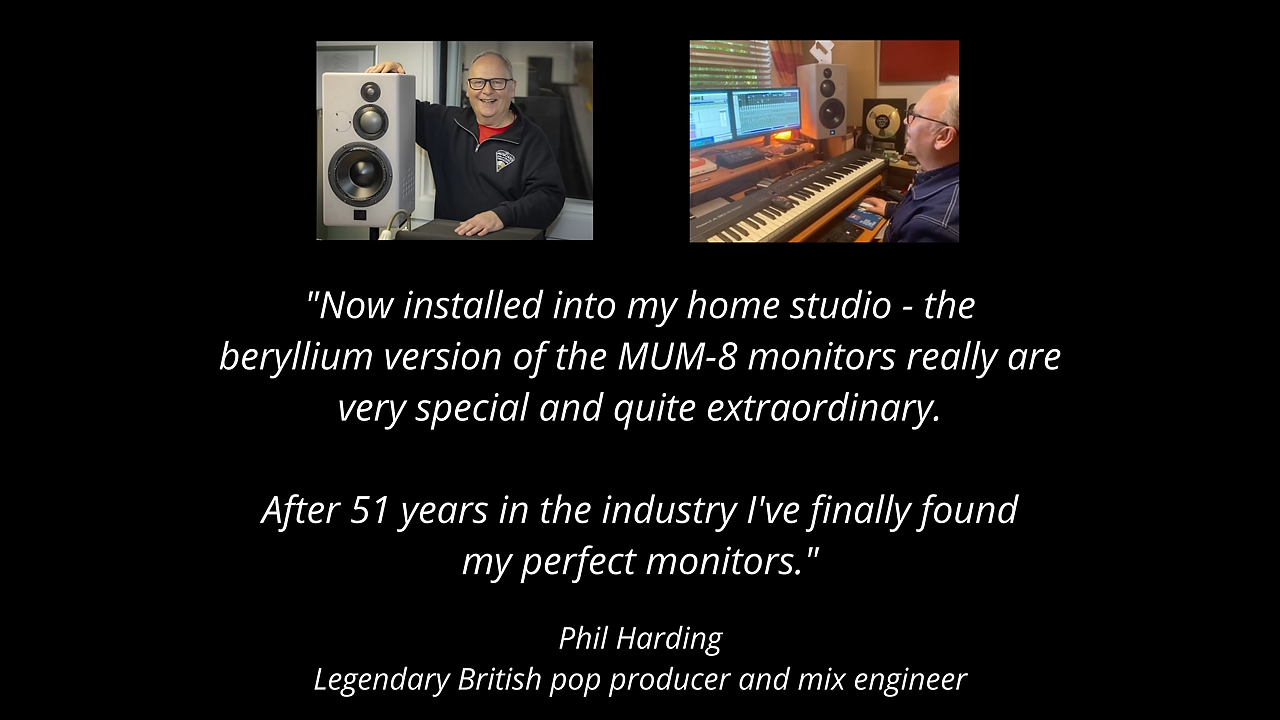 "Now installed into my home studio - the
beryllium version of the MUM-8 monitors really are
very special and quite extraordinary.
After 51 years in the industry I've finally found
my perfect monitors."
Phil Harding
Legendary British pop producer and mix engineer